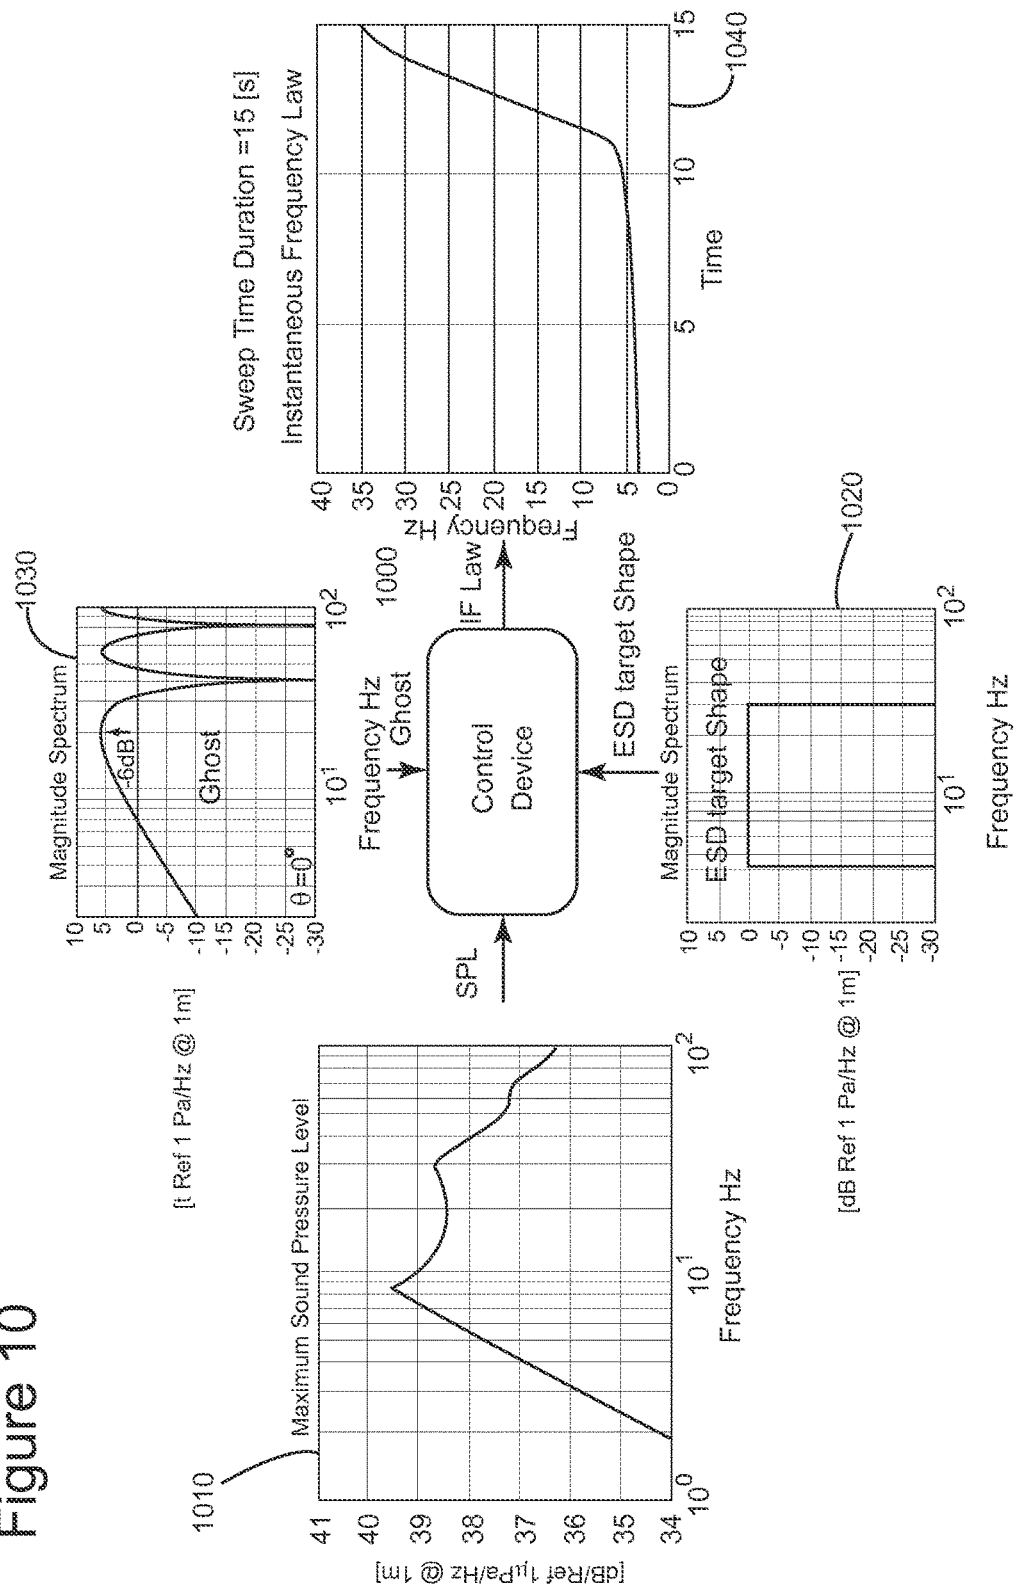 Figure 10
1010
Maximum Sound Pressure Level
41
40
39
38
37
36
35
34
[dB/Ref 1µPa/Hz @ 1m]
10⁰
10¹
10²
Frequency Hz
SPL
1030
Magnitude Spectrum
10
5
0
-5
-10
-15
-20
-25
-30
[t Ref 1 Pa/Hz @ 1m]
-6dB
Ghost
θ=0°
10¹
10²
Frequency Hz
Ghost
1000
Control
Device
IF Law
ESD target Shape
Magnitude Spectrum
ESD target Shape
10
5
0
-5
-10
-15
-20
-25
-30
[dB Ref 1 Pa/Hz @ 1m]
10¹
10²
Frequency Hz
1020
Sweep Time Duration =15 [s]
Instantaneous Frequency Law
40
35
30
25
20
15
10
5
0
Frequency Hz
0
5
10
15
Time
1040